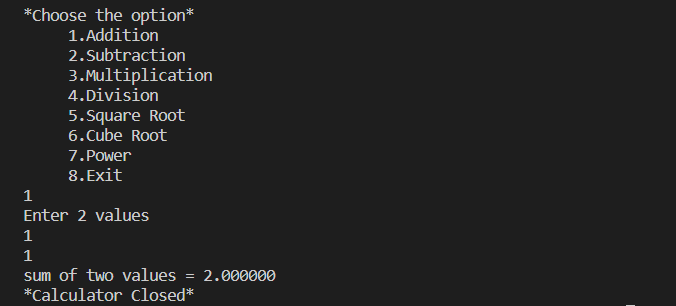 *Choose the option*
1.Addition
2.Subtraction
3.Multiplication
4.Division
5.Square Root
6.Cube Root
7.Power
8.Exit
1
Enter 2 values
1
1
sum of two values = 2.000000
*Calculator Closed*